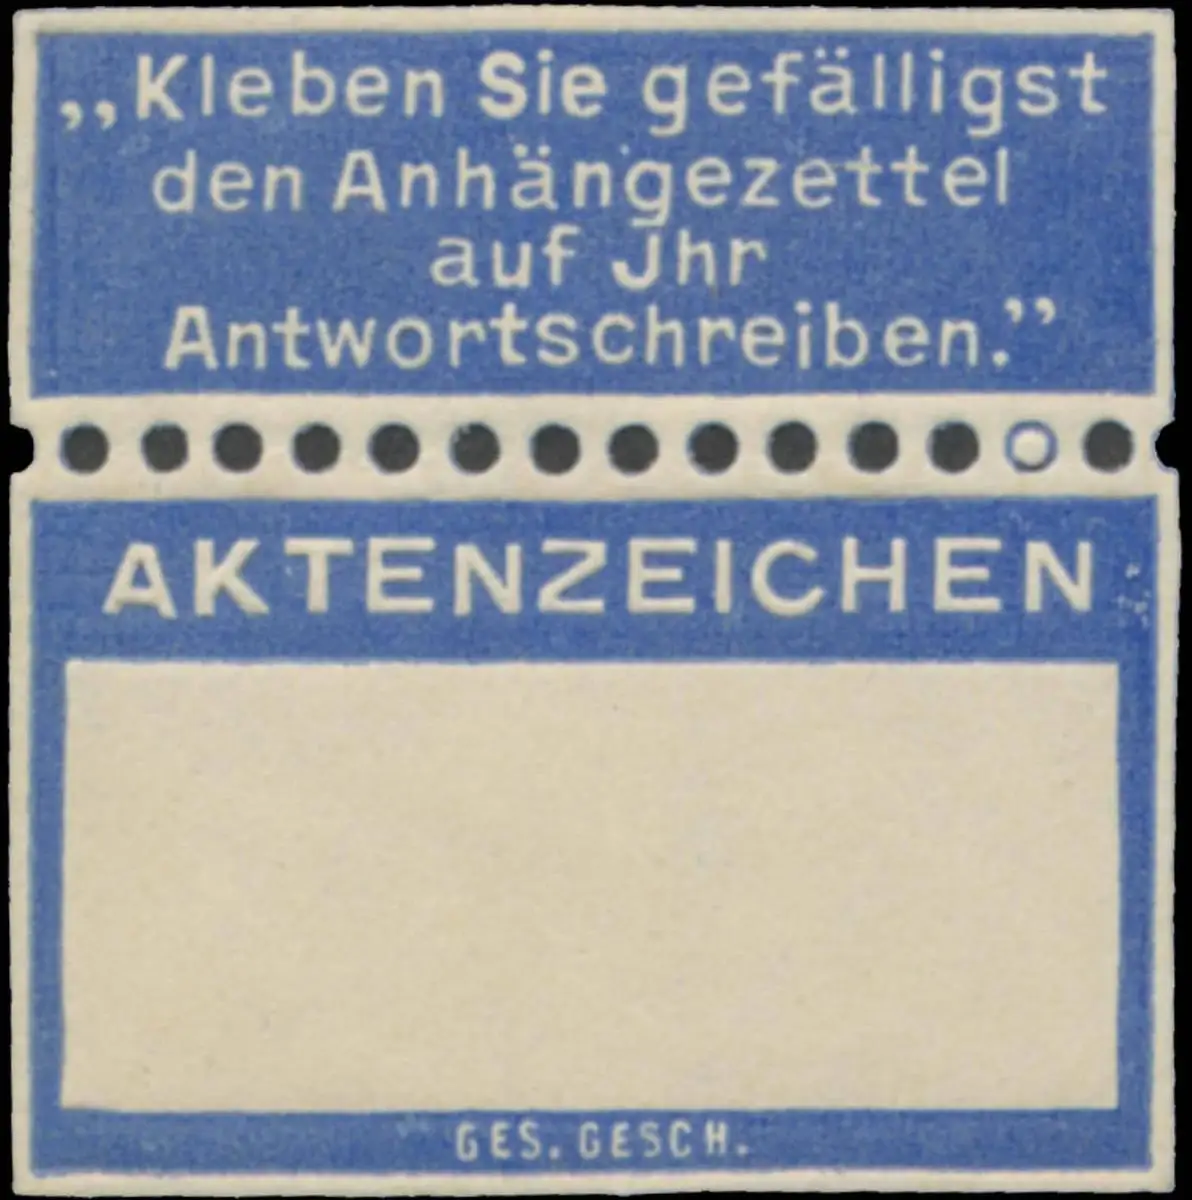 „Kleben Sie gefälligst
den Anhängezettel
auf Jhr
Antwortschreiben.”
AKTENZEICHEN
GES. GESCH.